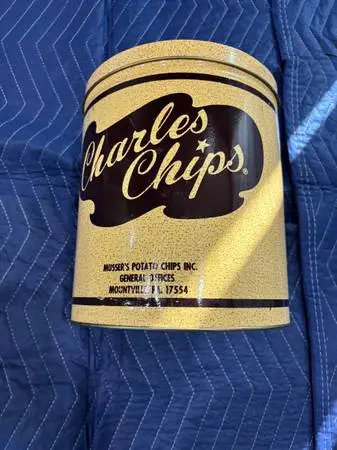 Charles
Chips®
MUSSER'S POTATO CHIPS INC.
GENERAL OFFICES
MOUNTVILLE, PA. 17554